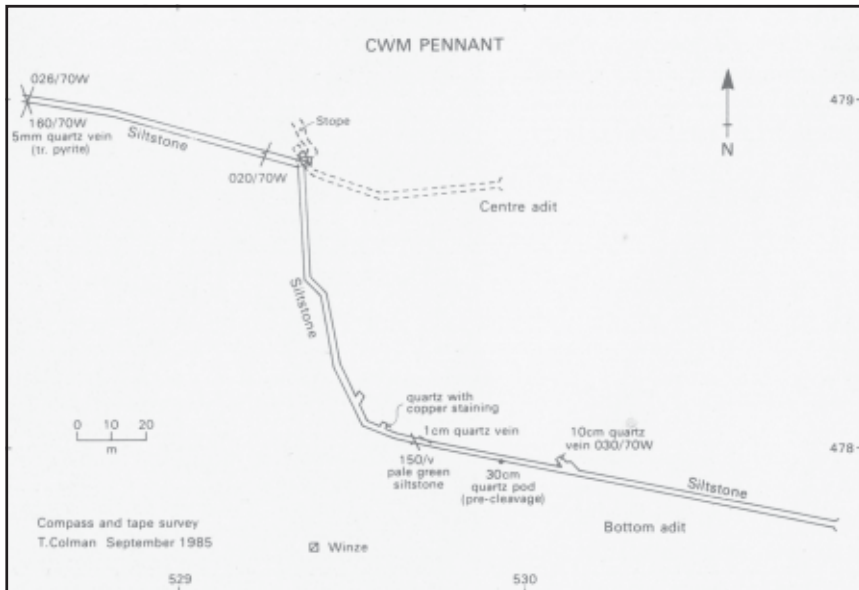 CWM PENNANT
026/70W
479
160/70W
5mm quartz vein
(tr. pyrite)
Siltstone
Stope
N
020/70W
Centre adit
Siltstone
quartz with
copper staining
1cm quartz vein
10cm quartz
vein 030/70W
0 10 20
m
478
150/v
pale green
siltstone
30cm
quartz pod
(pre-cleavage)
Siltstone
Bottom adit
Compass and tape survey
T.Colman September 1985
Winze
529
530